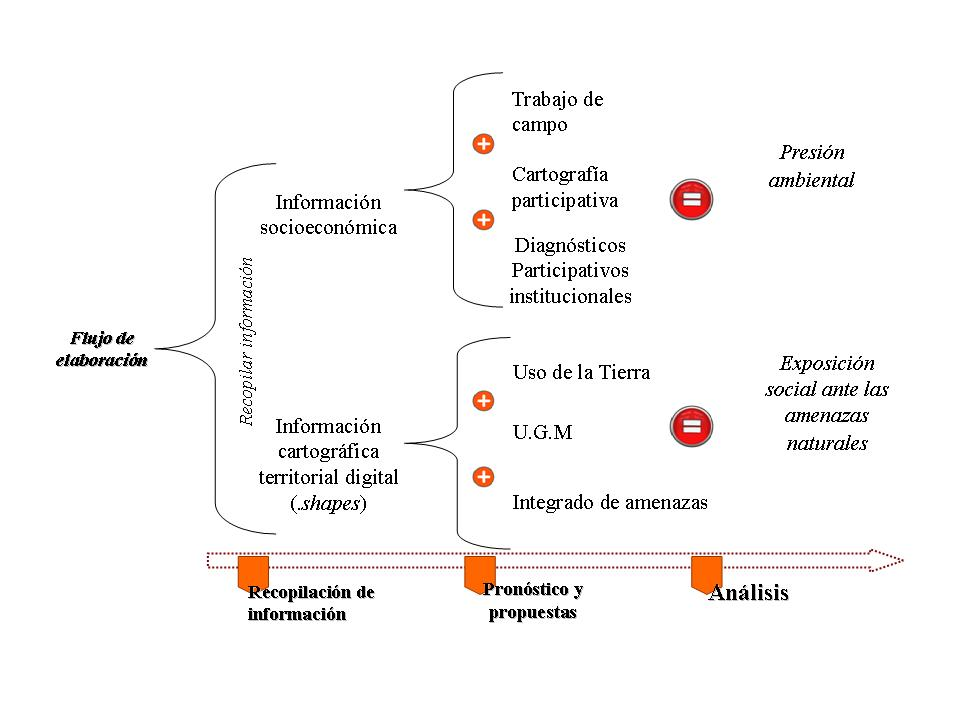 Flujo de
elaboración
Recopilar información
Información
socioeconómica
Trabajo de
campo
Cartografía
participativa
Diagnósticos
Participativos
institucionales
Presión
ambiental
Información
cartográfica
territorial digital
(.shapes)
Uso de la Tierra
U.G.M
Integrado de amenazas
Exposición
social ante las
amenazas
naturales
Recopilación de
información
Pronóstico y
propuestas
Análisis